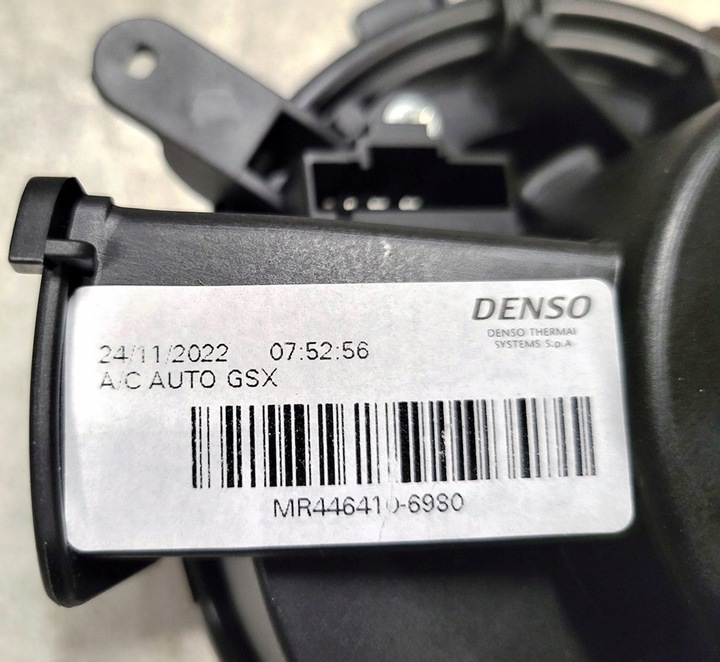 DENSO
DENSO THERMAL
SYSTEMS S.p.A
24/11/2022 07:52:56
A/C AUTO GSX
MR446410-6980